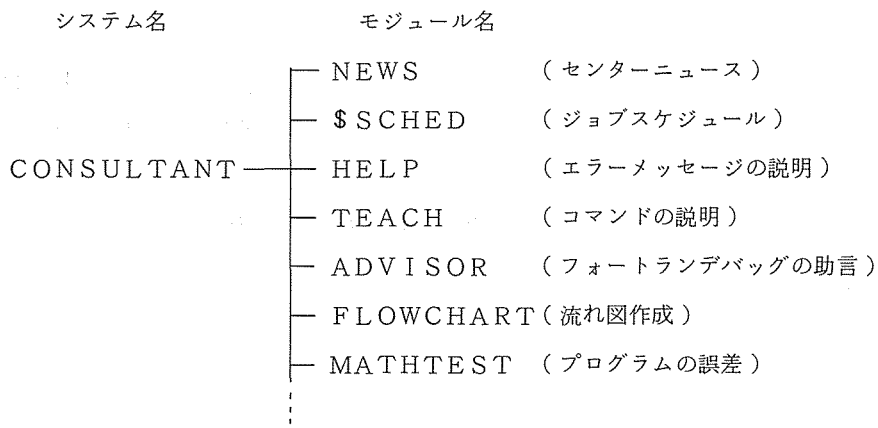 システム名 モジュール名
NEWS (センターニュース)
$SCHED (ジョブスケジュール)
CONSULTANT HELP (エラーメッセージの説明)
TEACH (コマンドの説明)
ADVISOR (フォートランデバッグの助言)
FLOWCHART (流れ図作成)
MATHTEST (プログラムの誤差)